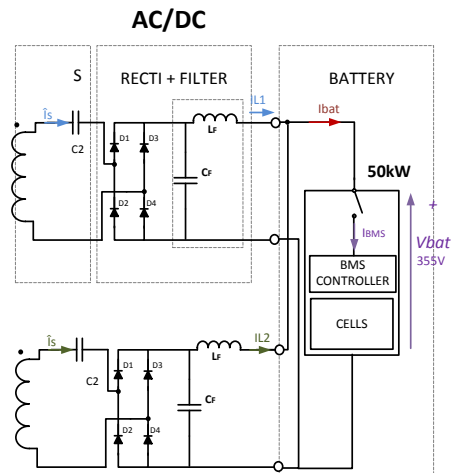 AC/DC
S
RECTI + FILTER
BATTERY
Îs
C2
D1
D3
D2
D4
LF
CF
IL1
Ibat
50kW
IBMS
+
Vbat
355V
BMS
CONTROLLER
CELLS
Îs
C2
D1
D3
D2
D4
LF
CF
IL2